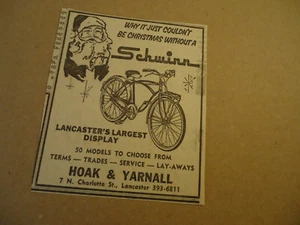 WHY IT JUST COULDN'T
BE CHRISTMAS WITHOUT A
Schwinn
LANCASTER'S LARGEST
DISPLAY
50 MODELS TO CHOOSE FROM
TERMS — TRADES — SERVICE — LAY-AWAYS
HOAK & YARNALL
7 N. Charlotte St., Lancaster 393-6811